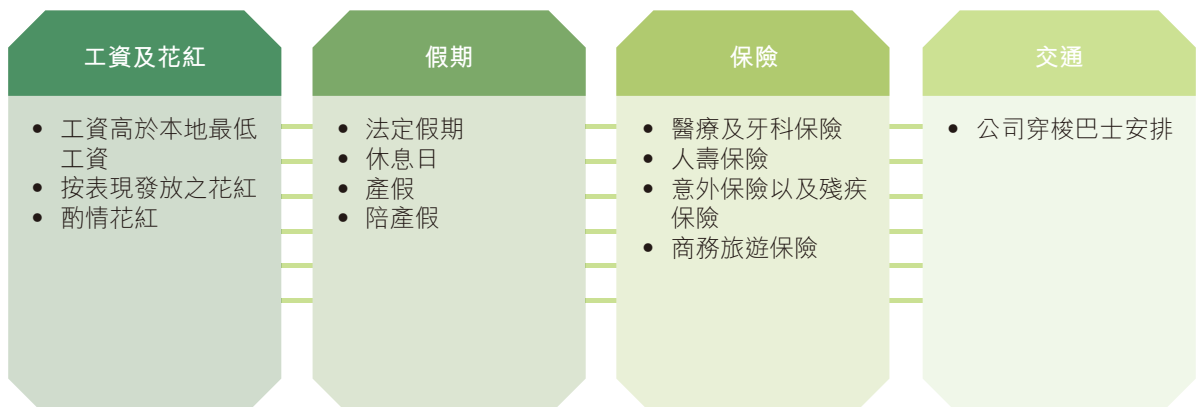 工資及花紅
• 工資高於本地最低
工資
• 按表現發放之花紅
• 酌情花紅
假期
• 法定假期
• 休息日
• 產假
• 陪產假
保險
• 醫療及牙科保險
• 人壽保險
• 意外保險以及殘疾
保險
• 商務旅遊保險
交通
• 公司穿梭巴士安排